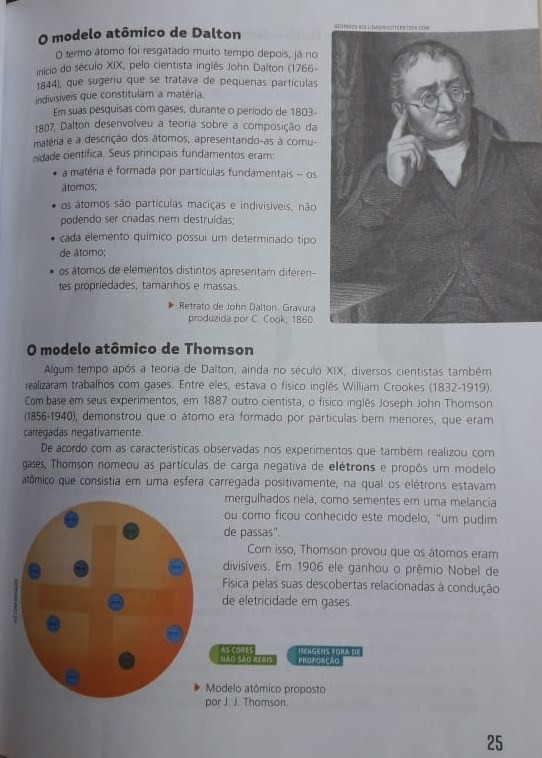 O modelo atômico de Dalton
O termo átomo foi resgatado muito tempo depois, já no
início do século XIX, pelo cientista inglês John Dalton (1766-
1844), que sugeriu que se tratava de pequenas partículas
indivisíveis que constituíam a matéria.
Em suas pesquisas com gases, durante o período de 1803-
1807, Dalton desenvolveu a teoria sobre a composição da
matéria e a descrição dos átomos, apresentando-as à comu-
nidade científica. Seus principais fundamentos eram:
• a matéria é formada por partículas fundamentais – os
átomos;
• os átomos são partículas maciças e indivisíveis, não
podendo ser criadas nem destruídas;
• cada elemento químico possui um determinado tipo
de átomo;
• os átomos de elementos distintos apresentam diferen-
tes propriedades, tamanhos e massas.
Retrato de John Dalton. Gravura
produzida por C. Cook, 1860.
O modelo atômico de Thomson
Algum tempo após a teoria de Dalton, ainda no século XIX, diversos cientistas também
realizaram trabalhos com gases. Entre eles, estava o físico inglês William Crookes (1832-1919).
Com base em seus experimentos, em 1887 outro cientista, o físico inglês Joseph John Thomson
(1856-1940), demonstrou que o átomo era formado por partículas bem menores, que eram
carregadas negativamente.
De acordo com as características observadas nos experimentos que também realizou com
gases, Thomson nomeou as partículas de carga negativa de elétrons e propôs um modelo
atômico que consistia em uma esfera carregada positivamente, na qual os elétrons estavam
mergulhados nela, como sementes em uma melancia
ou como ficou conhecido este modelo, "um pudim
de passas".
Com isso, Thomson provou que os átomos eram
divisíveis. Em 1906 ele ganhou o prêmio Nobel de
Física pelas suas descobertas relacionadas à condução
de eletricidade em gases.
AS CORES
NÃO SÃO REAIS
IMAGENS FORA DE
PROPORÇÃO
Modelo atômico proposto
por J. J. Thomson.
25